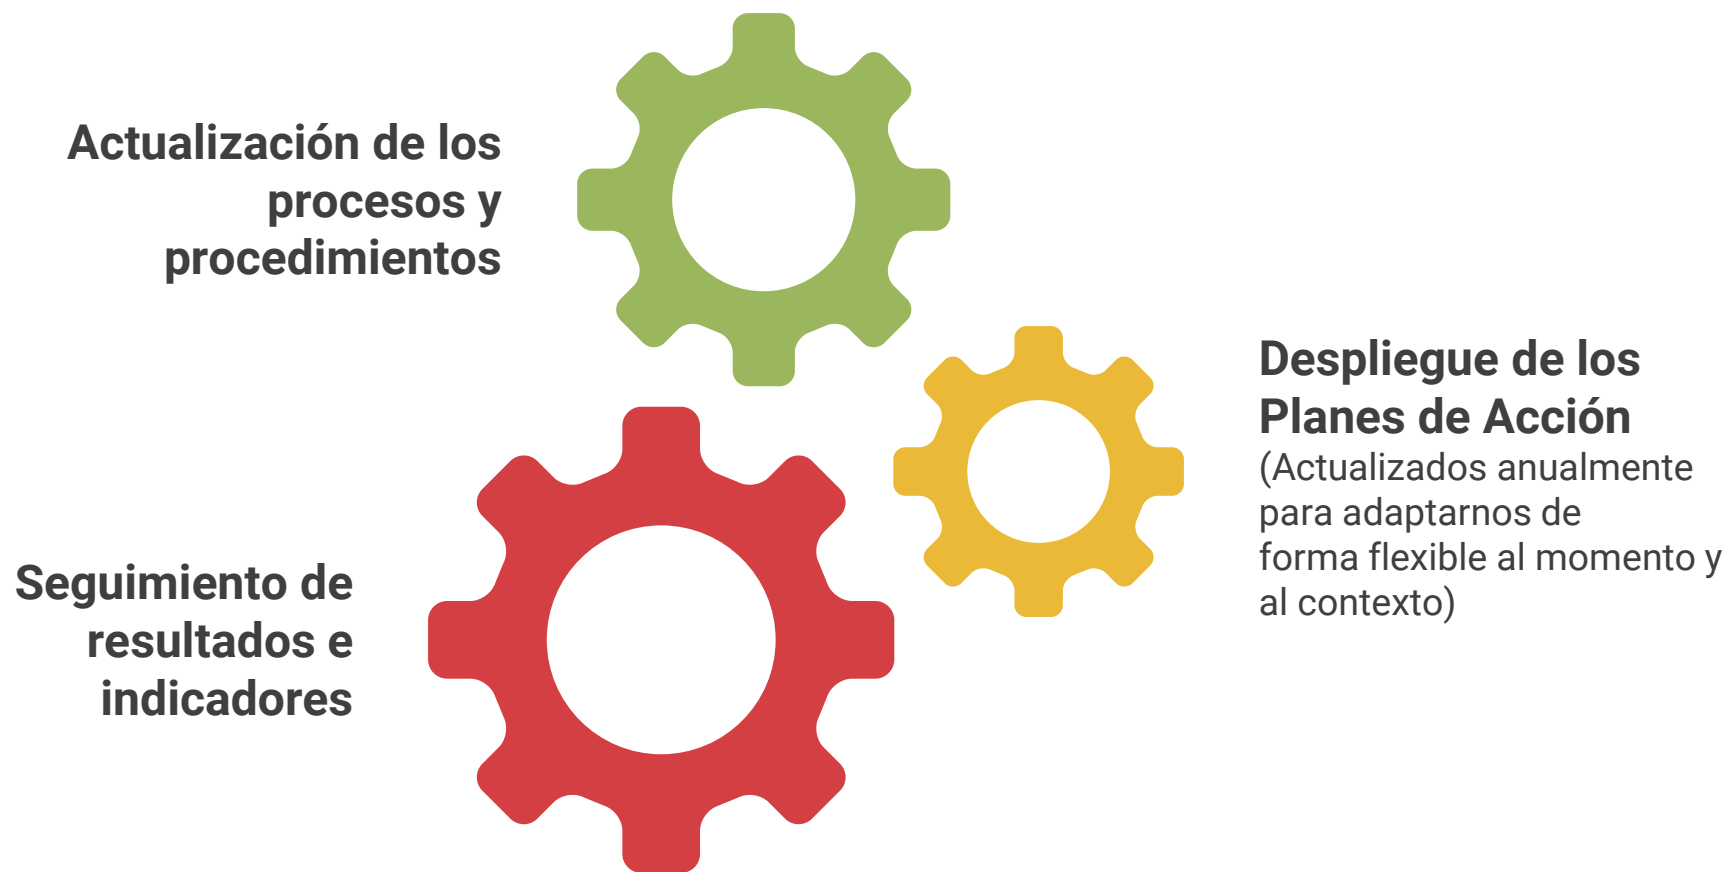 Actualización de los
procesos y
procedimientos
Despliegue de los
Planes de Acción
(Actualizados anualmente
para adaptarnos de
forma flexible al momento y
al contexto)
Seguimiento de
resultados e
indicadores